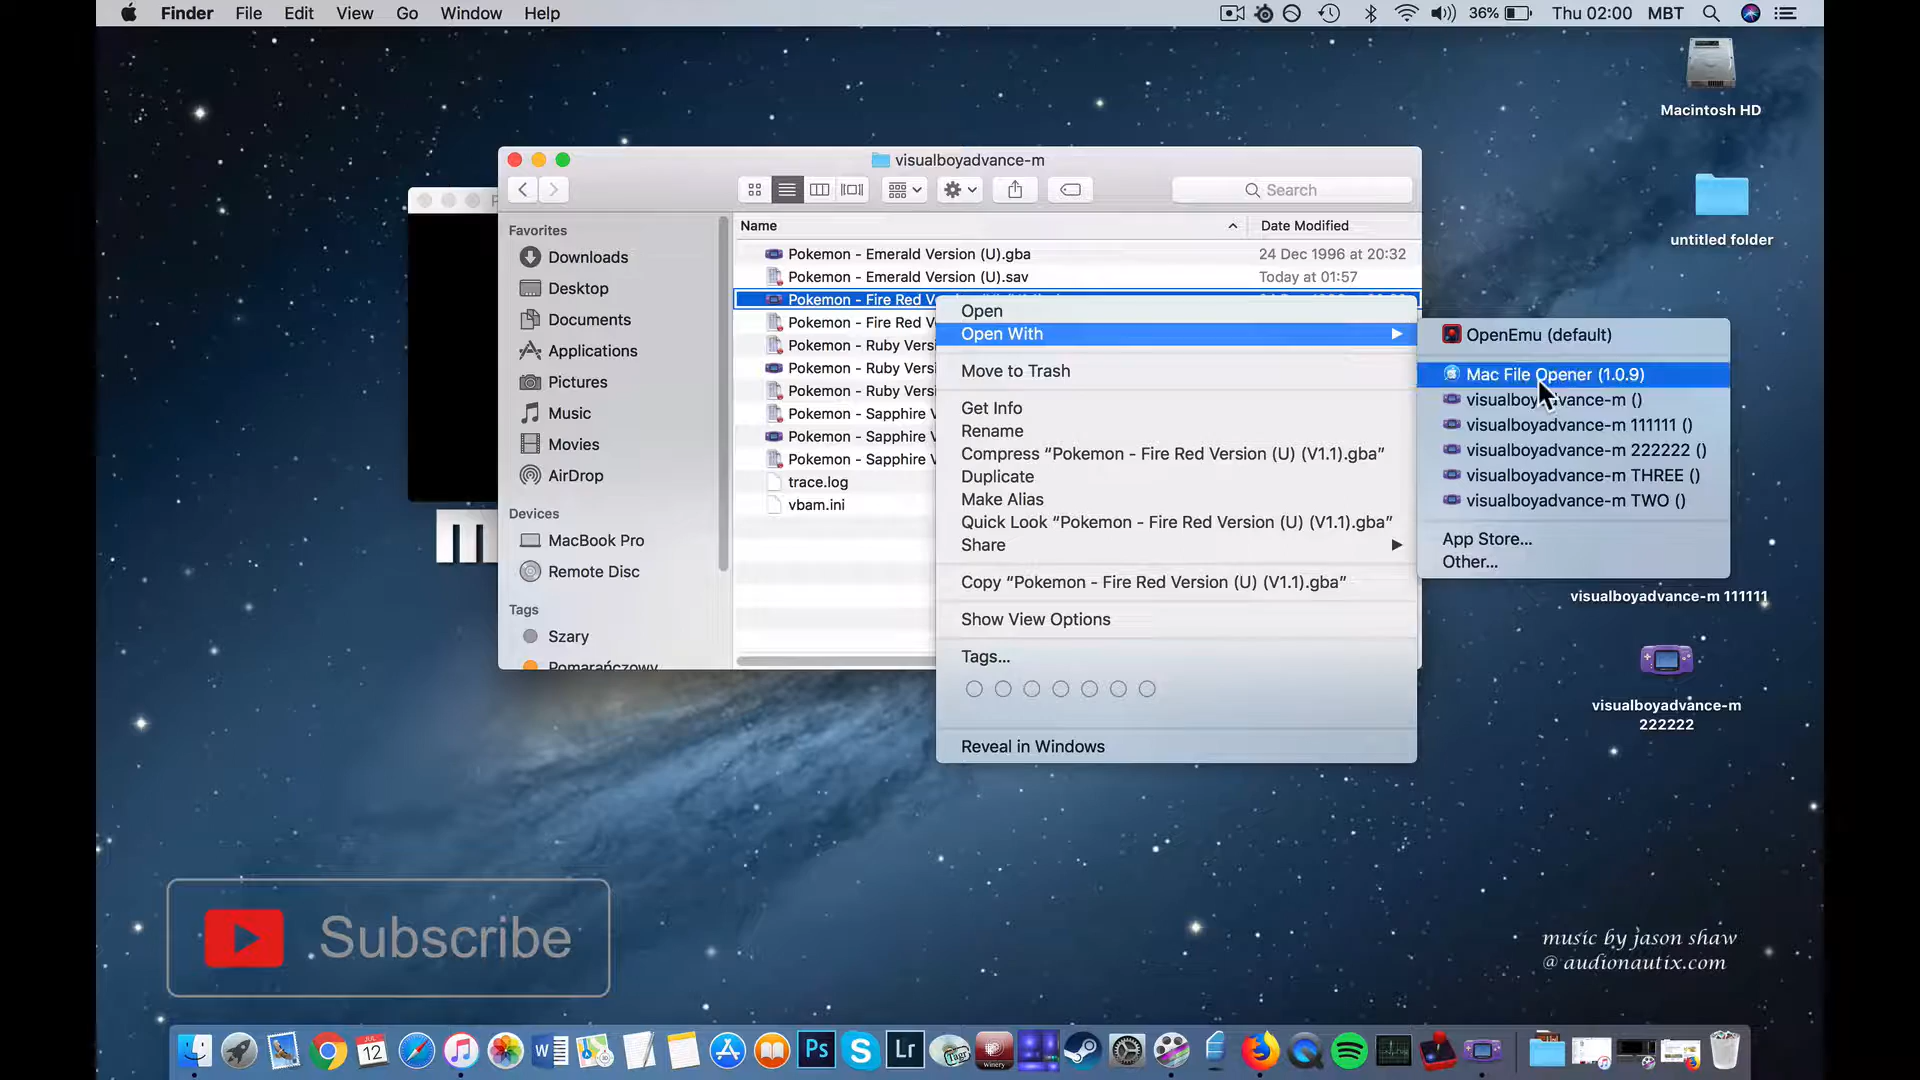 Finder File Edit View Go Window Help
36% Thu 02:00 MBT
Macintosh HD
untitled folder
visualboyadvance-m
Search
Favorites
Downloads
Desktop
Documents
Applications
Pictures
Music
Movies
AirDrop
Devices
MacBook Pro
Remote Disc
Tags
Szary
Pomarańczowy
Name Date Modified
Pokemon - Emerald Version (U).gba 24 Dec 1996 at 20:32
Pokemon - Emerald Version (U).sav Today at 01:57
Pokemon - Fire Red Ve
Pokemon - Fire Red V
Pokemon - Ruby Versi
Pokemon - Ruby Versi
Pokemon - Ruby Versi
Pokemon - Sapphire V
Pokemon - Sapphire V
Pokemon - Sapphire V
trace.log
vbam.ini
Open
Open With
Move to Trash
Get Info
Rename
Compress “Pokemon - Fire Red Version (U) (V1.1).gba”
Duplicate
Make Alias
Quick Look “Pokemon - Fire Red Version (U) (V1.1).gba”
Share
Copy “Pokemon - Fire Red Version (U) (V1.1).gba”
Show View Options
Tags...
Reveal in Windows
OpenEmu (default)
Mac File Opener (1.0.9)
visualboyadvance-m ()
visualboyadvance-m 111111 ()
visualboyadvance-m 222222 ()
visualboyadvance-m THREE ()
visualboyadvance-m TWO ()
App Store...
Other...
visualboyadvance-m 111111
visualboyadvance-m
222222
Subscribe
music by jason shaw
@ audionautix.com
12
W
Ps
S
Lr